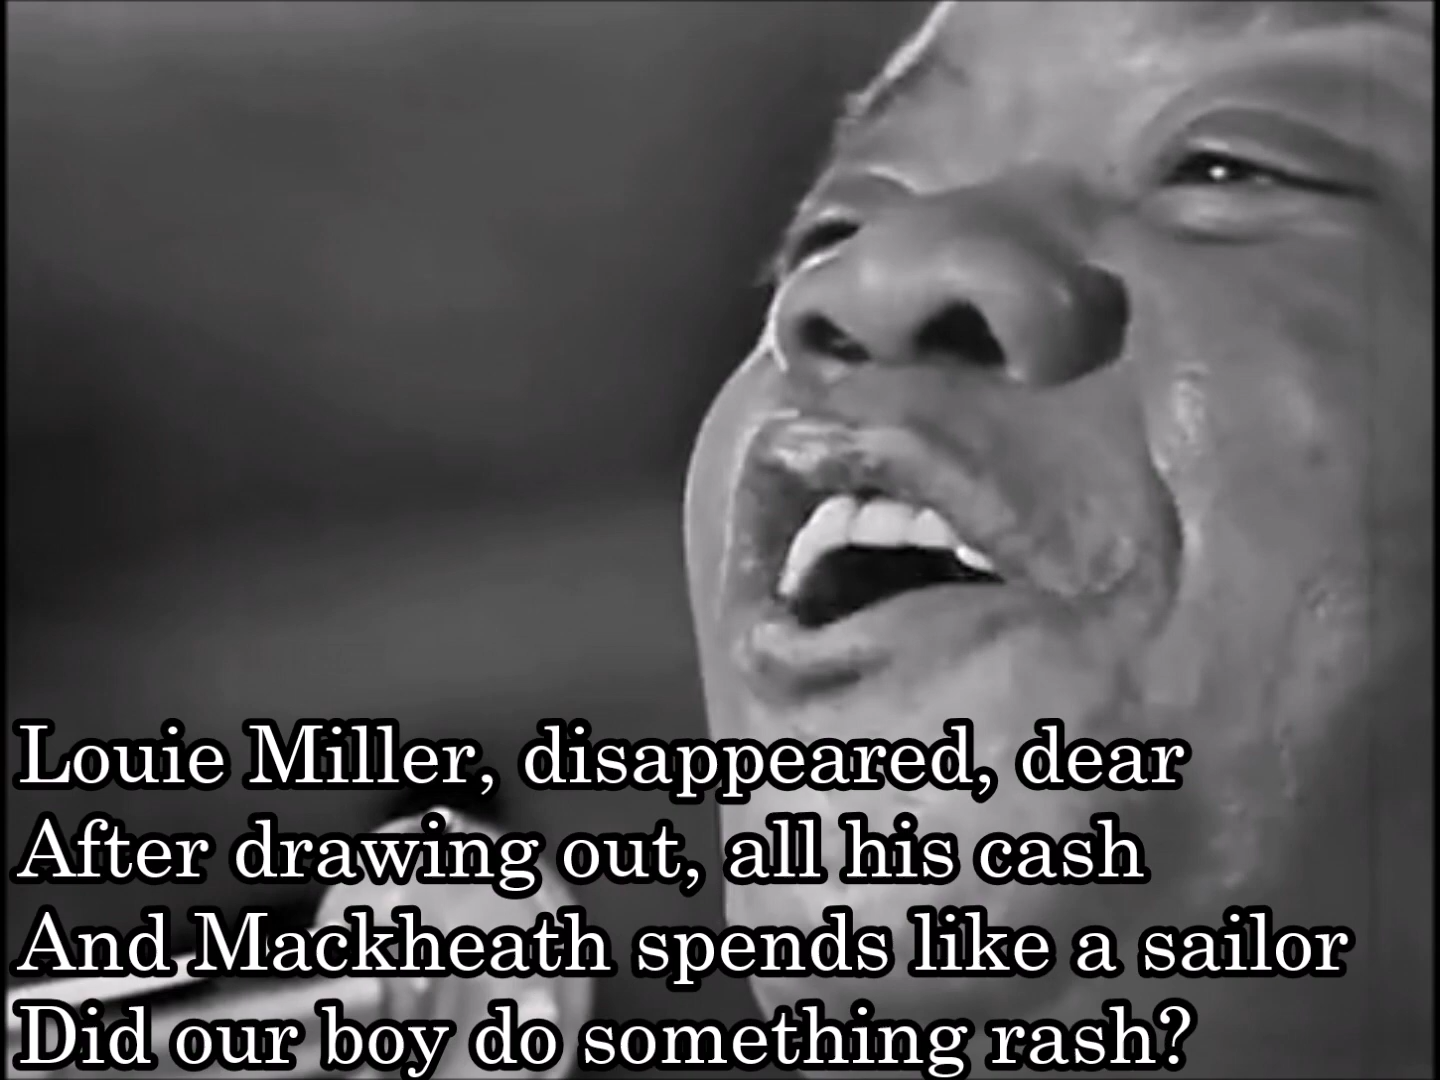 Louie Miller, disappeared, dear
After drawing out, all his cash
And Mackheath spends like a sailor
Did our boy do something rash?